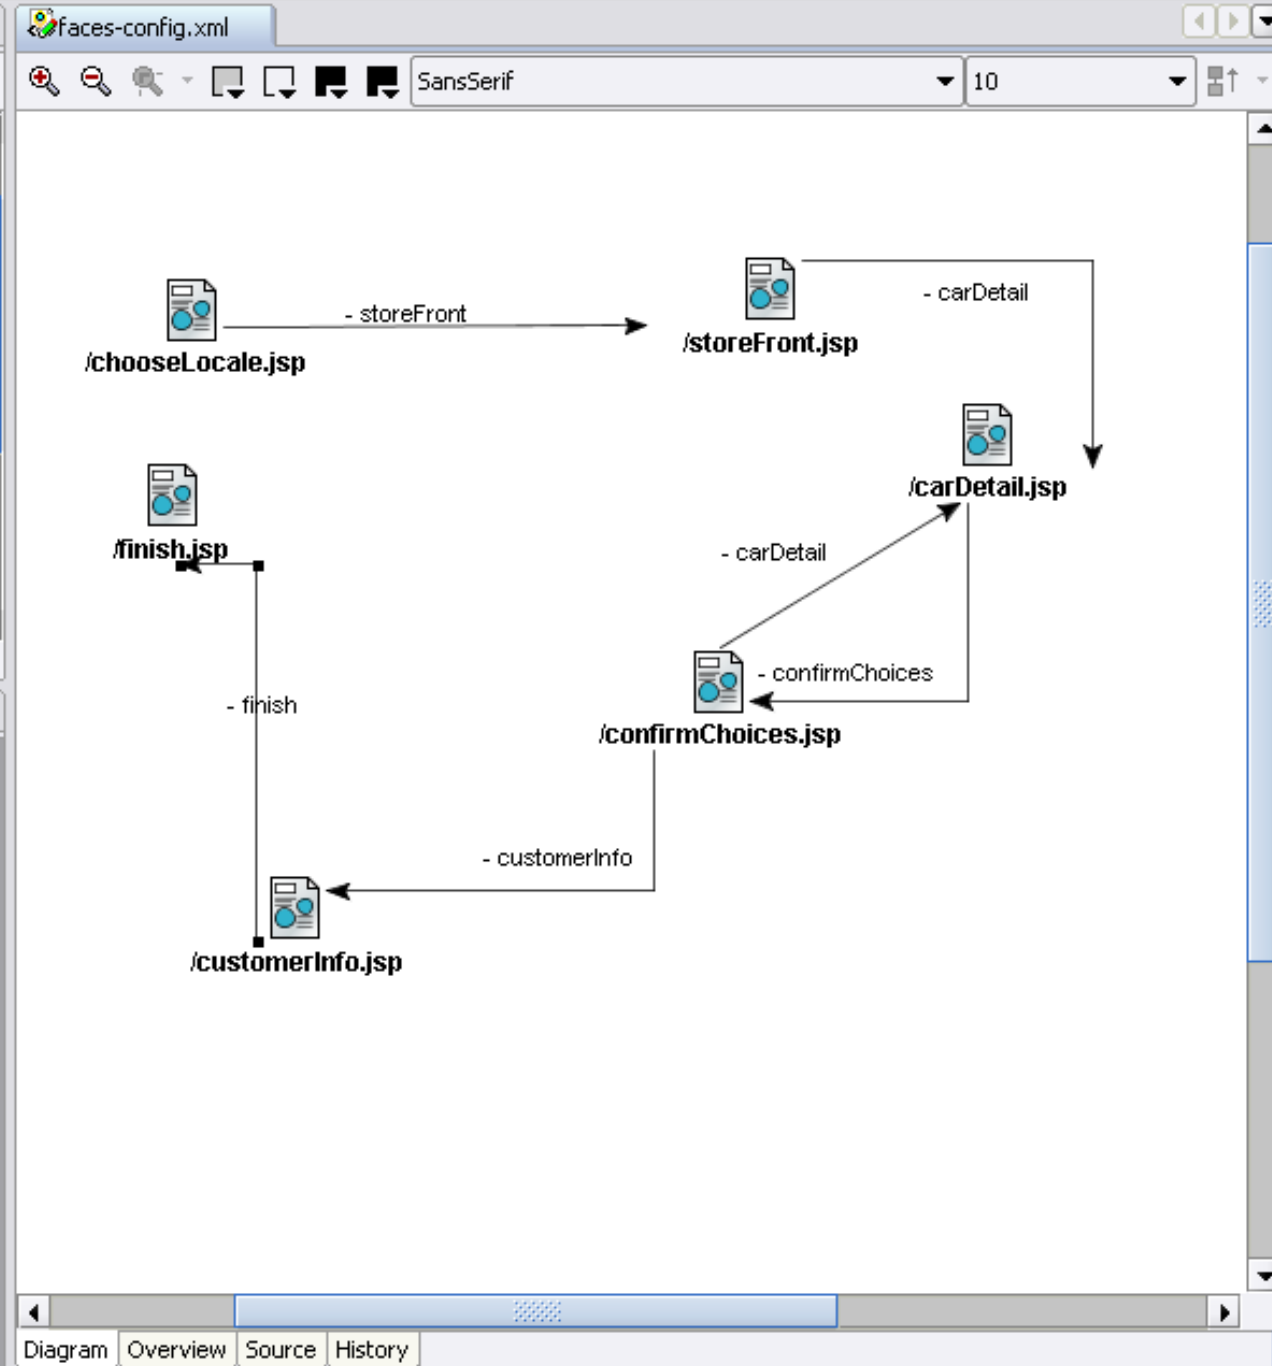 faces-config.xml
SansSerif
10
- storeFront
- carDetail
/chooseLocale.jsp
/storeFront.jsp
/carDetail.jsp
/finish.jsp
- carDetail
- confirmChoices
- finish
/confirmChoices.jsp
- customerInfo
/customerInfo.jsp
Diagram
Overview
Source
History